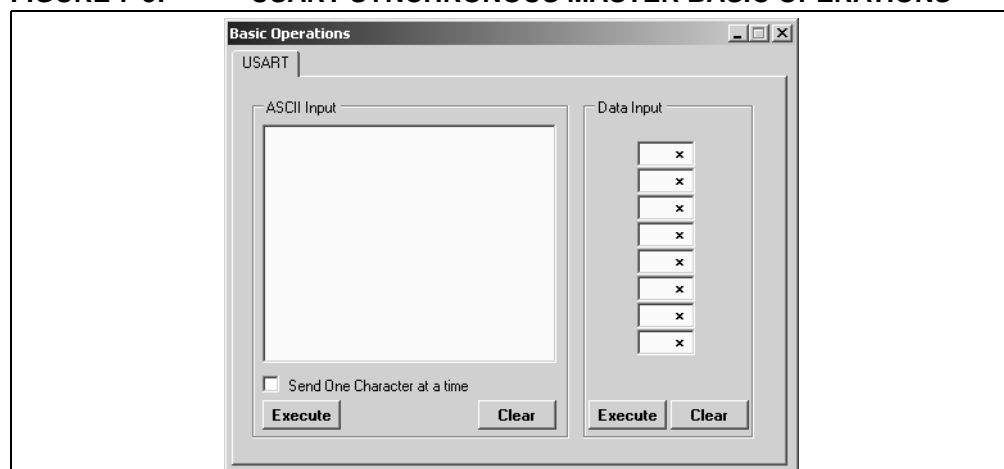 Basic Operations
USART
ASCII Input
Data Input
x
x
x
x
x
x
x
x
Send One Character at a time
Execute
Clear
Execute
Clear